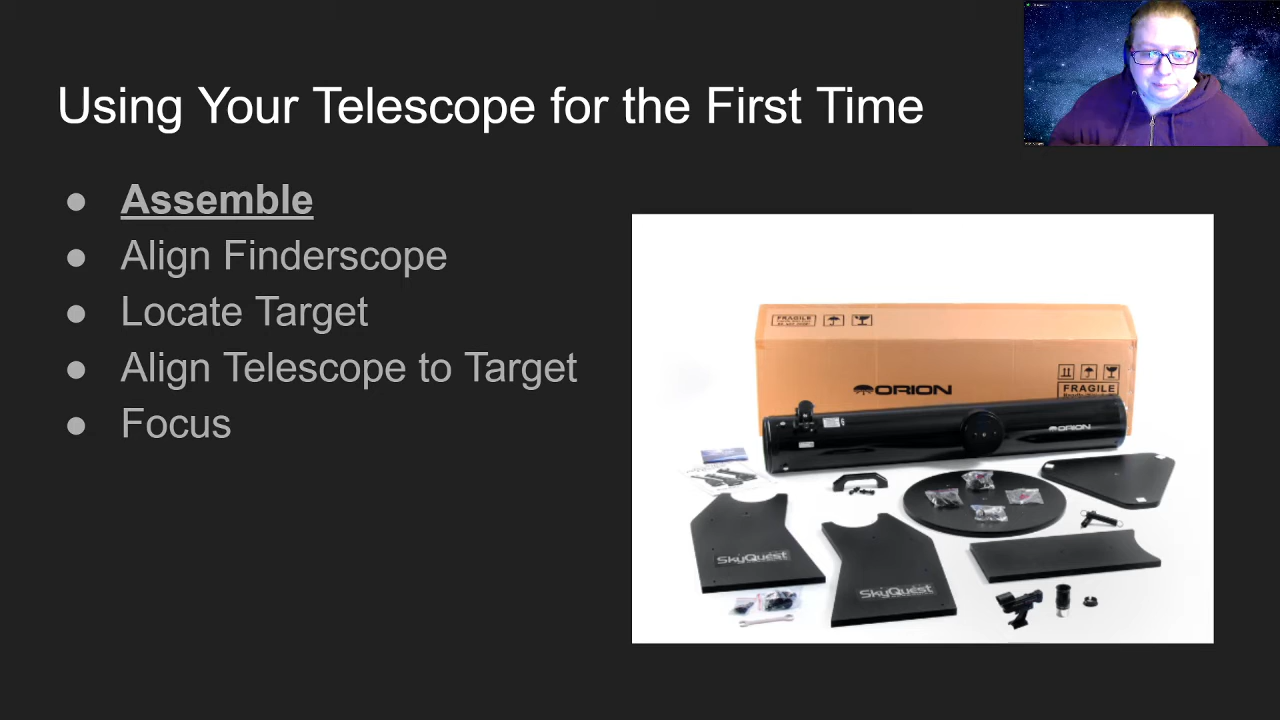 Using Your Telescope for the First Time
● Assemble
● Align Finderscope
● Locate Target
● Align Telescope to Target
● Focus
FRAGILE
ORION
FRAGILE
ORION
SkyQuest
SkyQuest